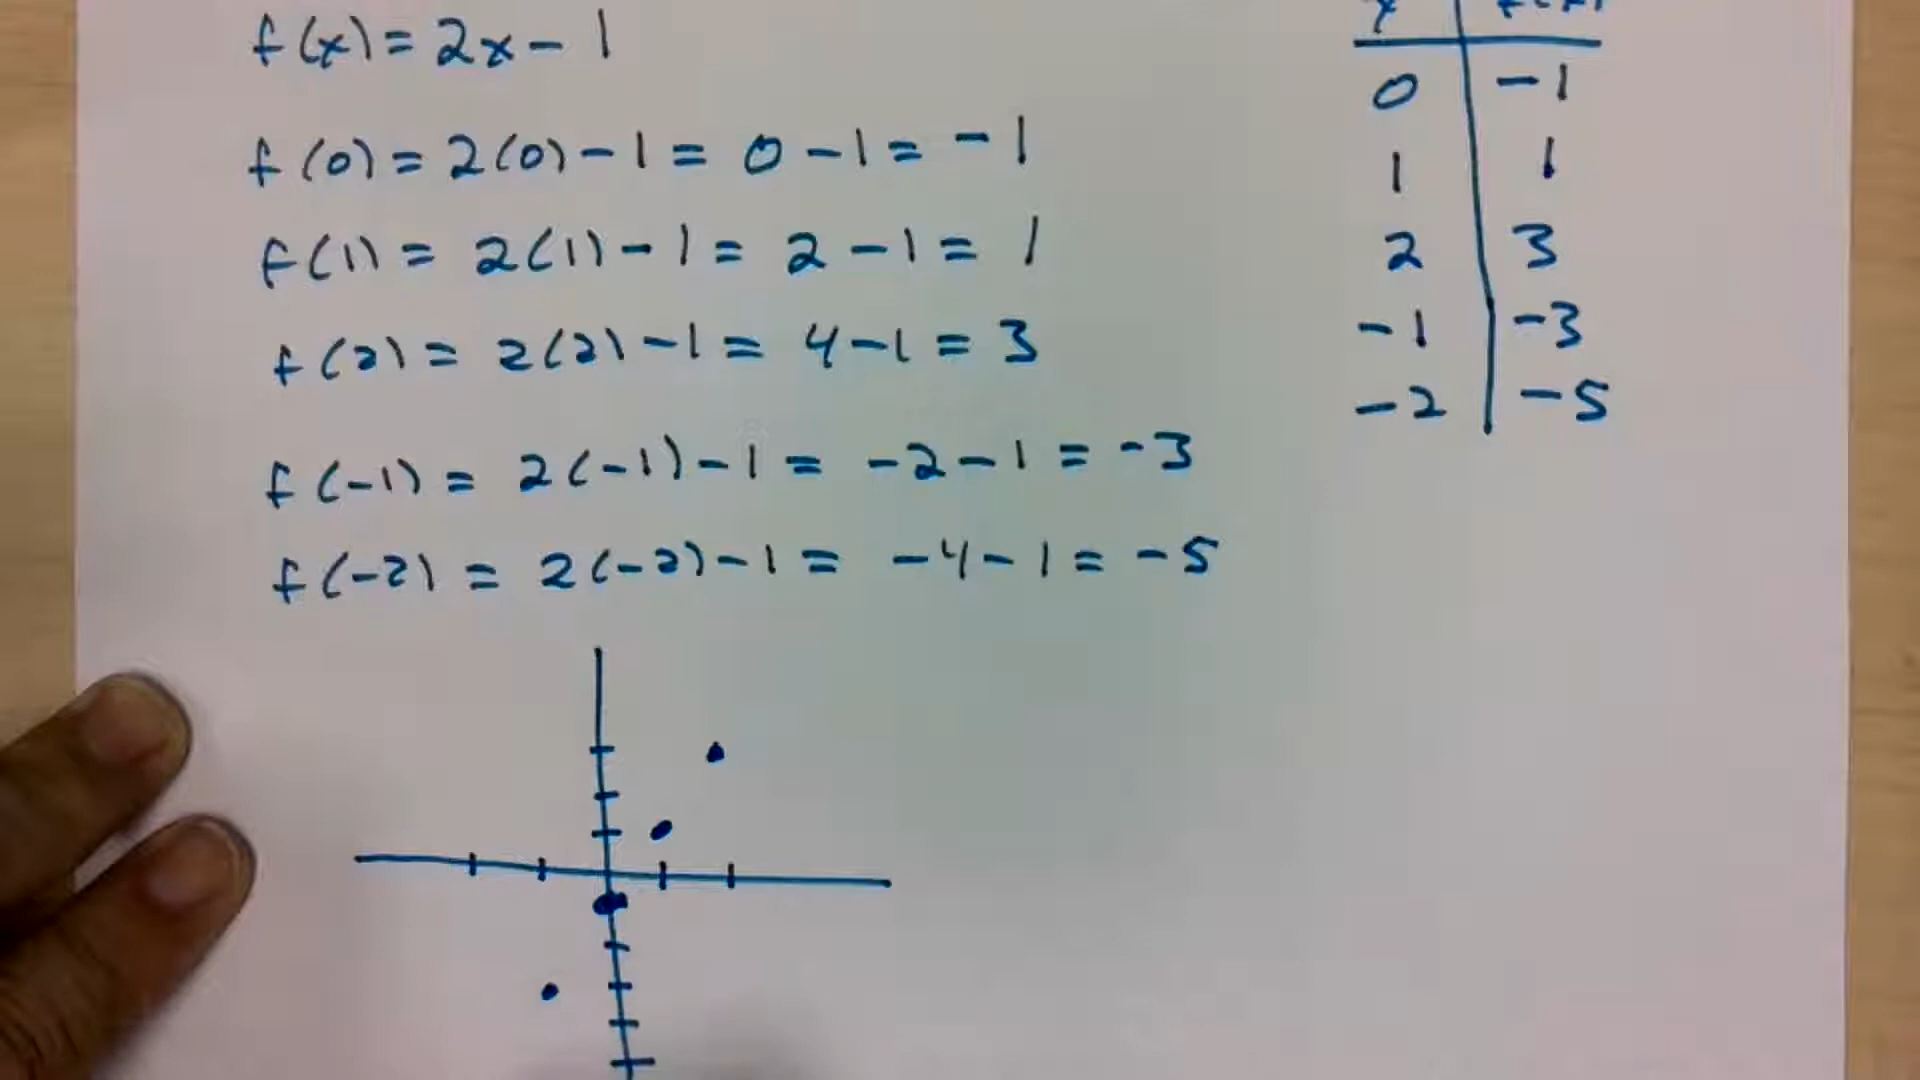 f(x) = 2x - 1
f(0) = 2(0) - 1 = 0 - 1 = -1
f(1) = 2(1) - 1 = 2 - 1 = 1
f(2) = 2(2) - 1 = 4 - 1 = 3
f(-1) = 2(-1) - 1 = -2 - 1 = -3
f(-2) = 2(-2) - 1 = -4 - 1 = -5
0 -1
1 1
2 3
-1 -3
-2 -5